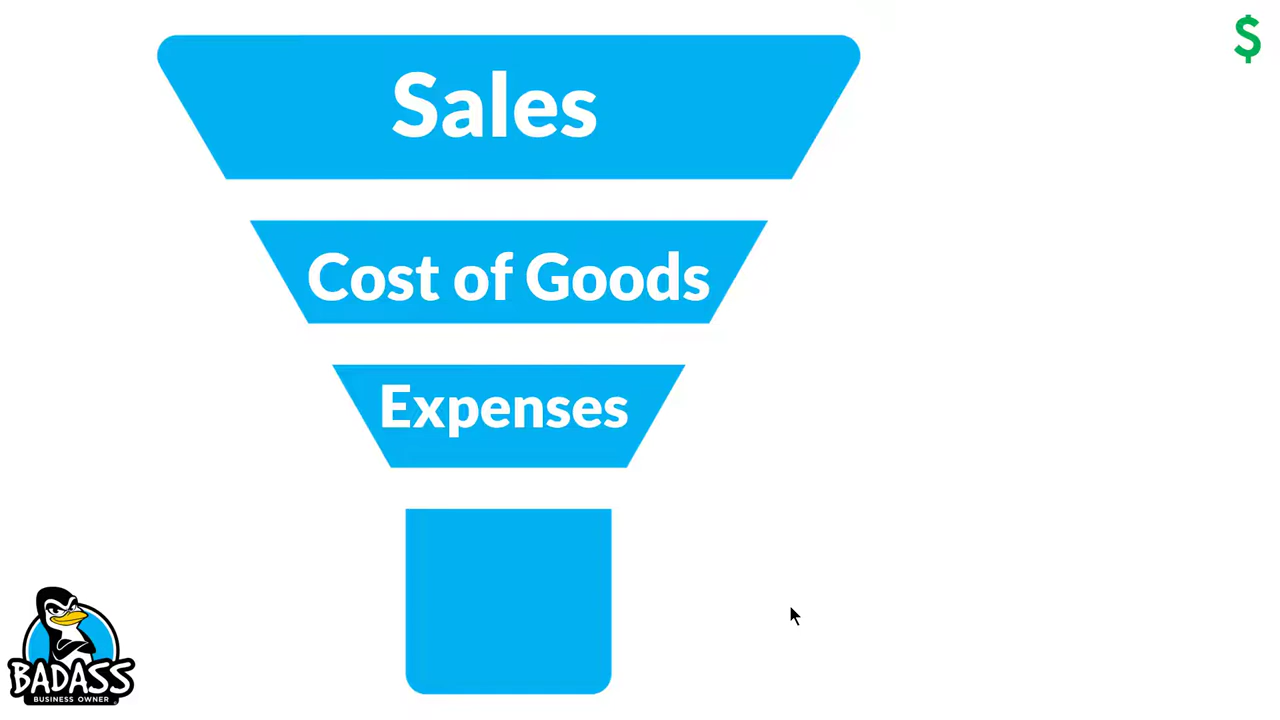 Sales
$
Cost of Goods
Expenses
BADASS
BUSINESS OWNER